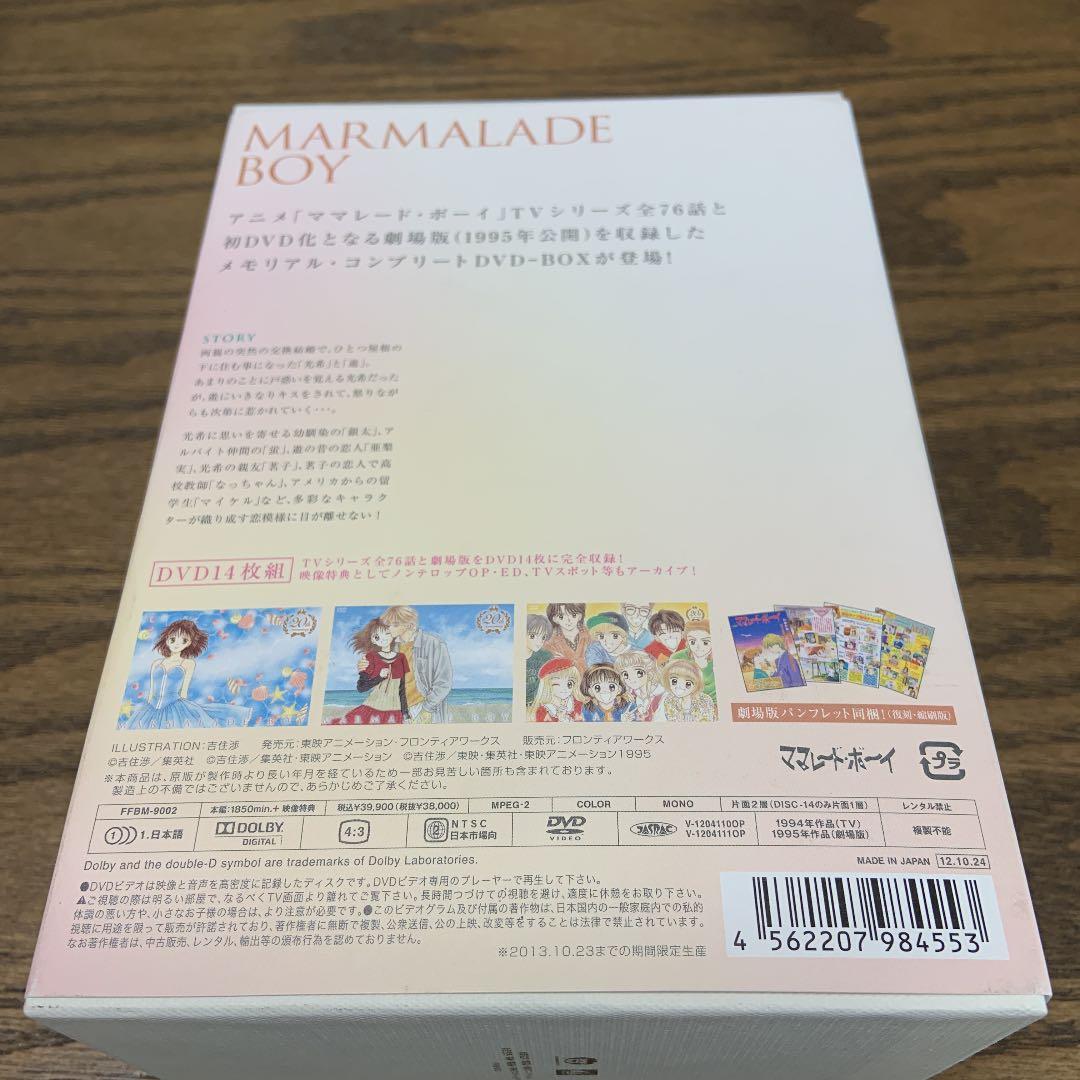 MARMALADE
BOY
アニメ「ママレード・ボーイ」TVシリーズ全76話と
初DVD化となる劇場版(1995年公開)を収録した
メモリアル・コンプリートDVD-BOXが登場!
STORY
両親の突然の交換結婚で、ひとつ屋根の
下に住む事になった「光希」と「遊」。
あまりのことに戸惑いを覚える光希だった
が、遊にいきなりキスをされて、怒りなが
らも次第に惹かれていく・・・。
光希に思いを寄せる幼馴染の「銀太」、ア
ルバイト仲間の「蛍」、遊の昔の恋人「亜梨
実」、光希の親友「茗子」、茗子の恋人で高
校教師「なっちゃん」、アメリカからの留
学生「マイケル」など、多彩なキャラク
ターが織り成す恋模様に目が離せない!
DVD14枚組
TVシリーズ全76話と劇場版をDVD14枚に完全収録!
映像特典としてノンテロップOP・ED、TVスポット等もアーカイブ!
20th
20th
20th
MARMALADE BOY
MARMALADE BOY
MARMALADE BOY
ママレード・ボーイ
劇場版パンフレット同梱!(復刻・縮刷版)
ILLUSTRATION:吉住渉 発売元:東映アニメーション・フロンティアワークス 販売元:フロンティアワークス
©吉住渉/集英社 ©吉住渉/集英社・東映アニメーション ©吉住渉/東映・集英社・東映アニメーション1995
※本商品は、原版が製作時より長い年月を経ているため一部お見苦しい箇所も含まれております。
製造上の不備ではございませんので、あらかじめご了承ください。
ママレード・ボーイ
プラ
FFBM-9002 本編:1850min.+映像特典 税込¥39,900(税抜¥38,000) MPEG-2 COLOR MONO 片面2層(DISC-14のみ片面1層) レンタル禁止
1.日本語 DOLBY DIGITAL 4:3 2 NTSC 日本市場向 DVD VIDEO JASRAC V-1204110OP V-1204111OP 1994年作品(TV) 1995年作品(劇場版) 複製不能
Dolby and the double-D symbol are trademarks of Dolby Laboratories.
MADE IN JAPAN 12.10.24
●DVDビデオは映像と音声を高密度に記録したディスクです。DVDビデオ専用のプレーヤーで再生して下さい。
▲ご視聴の際は明るい部屋で、なるべくTV画面より離れてご覧下さい。長時間つづけての視聴を避け、適度に休憩をお取り下さい。
体調の悪い方や、小さなお子様の場合は、より注意が必要です。●このビデオグラム及び付属の著作物は、日本国内の一般家庭内での私的
視聴に用途を限って販売が許諾されており、著作権者に無断で複製、公衆送信、公の上映、改変等をすることは法律で禁止されています。
なお著作権者は、中古販売、レンタル、輸出等の頒布行為を認めておりません。
※2013.10.23までの期間限定生産
4 562207 984553